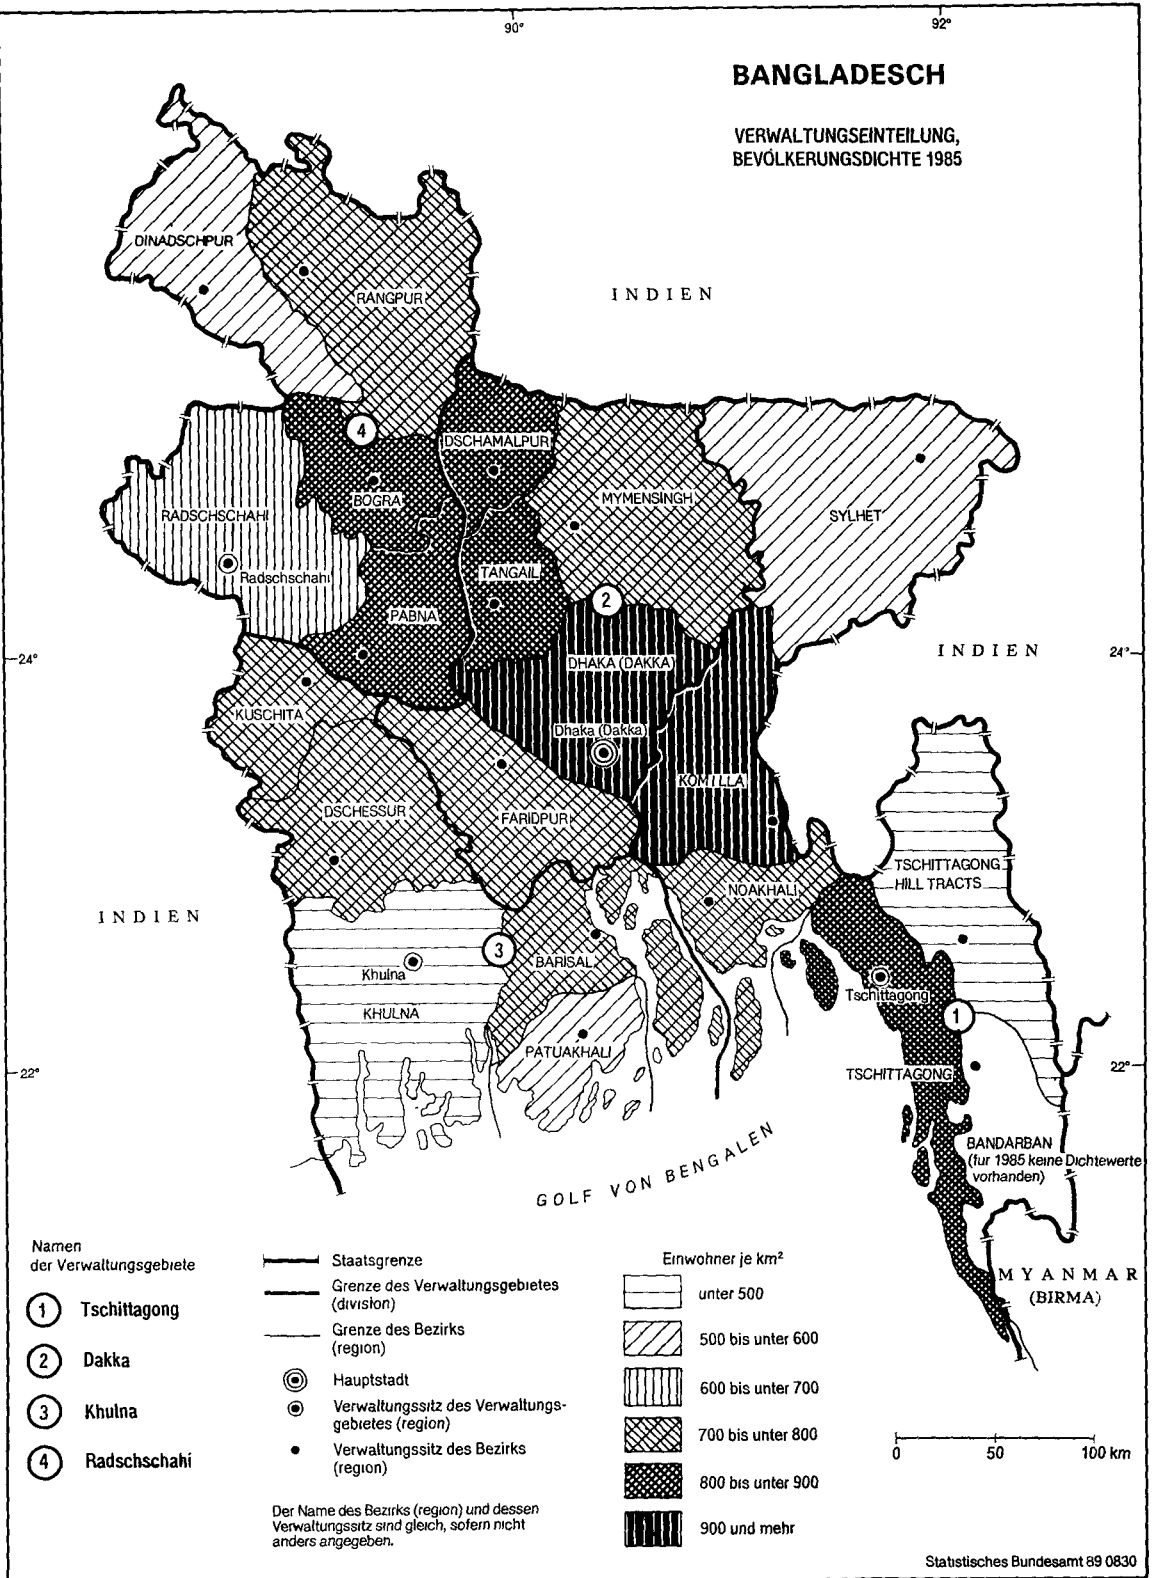 90°
92°
BANGLADESCH
VERWALTUNGSEINTEILUNG,
BEVÖLKERUNGSDICHTE 1985
DINADSCHPUR
RANGPUR
INDIEN
4
DSCHAMALPUR
BOGRA
MYMENSINGH
RADSCHSCHAHI
SYLHET
Radschschahi
TANGAIL
2
PABNA
24°
DHAKA (DAKKA)
INDIEN
24°
KUSCHITA
Dhaka (Dakka)
KOMILLA
DSCHESSUR
FARIDPUR
TSCHITTAGONG
HILL TRACTS
NOAKHALI
INDIEN
3
BARISAL
Khulna
Tschittagong
KHULNA
1
PATUAKHALI
22°
TSCHITTAGONG
22°
BANDARBAN
(für 1985 keine Dichtewerte
vorhanden)
GOLF VON BENGALEN
MYANMAR
(BIRMA)
Namen
der Verwaltungsgebiete
1 Tschittagong
2 Dakka
3 Khulna
4 Radschschahi
Staatsgrenze
Grenze des Verwaltungsgebietes
(division)
Grenze des Bezirks
(region)
Hauptstadt
Verwaltungssitz des Verwaltungs-
gebietes (region)
Verwaltungssitz des Bezirks
(region)
Der Name des Bezirks (region) und dessen
Verwaltungssitz sind gleich, sofern nicht
anders angegeben.
Einwohner je km²
unter 500
500 bis unter 600
600 bis unter 700
700 bis unter 800
800 bis unter 900
900 und mehr
0 50 100 km
Statistisches Bundesamt 89 0830